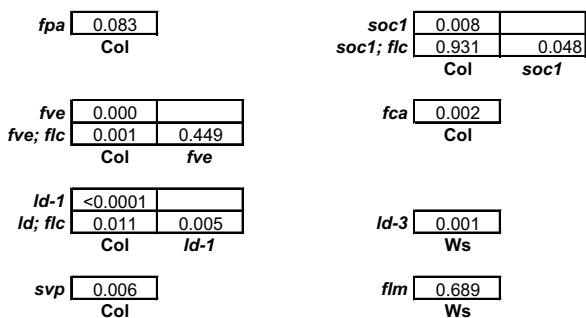 fpa 0.083
Col
soc1 0.008
soc1; flc 0.931 0.048
Col soc1
fve 0.000
fve; flc 0.001 0.449
Col fve
fca 0.002
Col
ld-1 <0.0001
ld; flc 0.011 0.005
Col ld-1
ld-3 0.001
Ws
svp 0.006
Col
flm 0.689
Ws